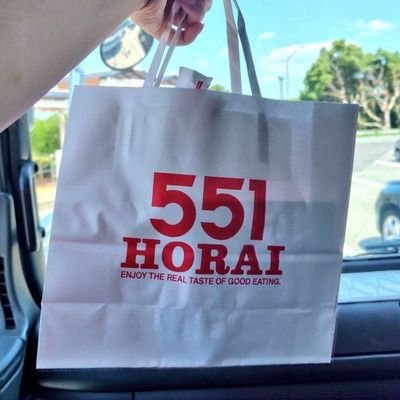 551
HORAI
ENJOY THE REAL TASTE OF GOOD EATING.